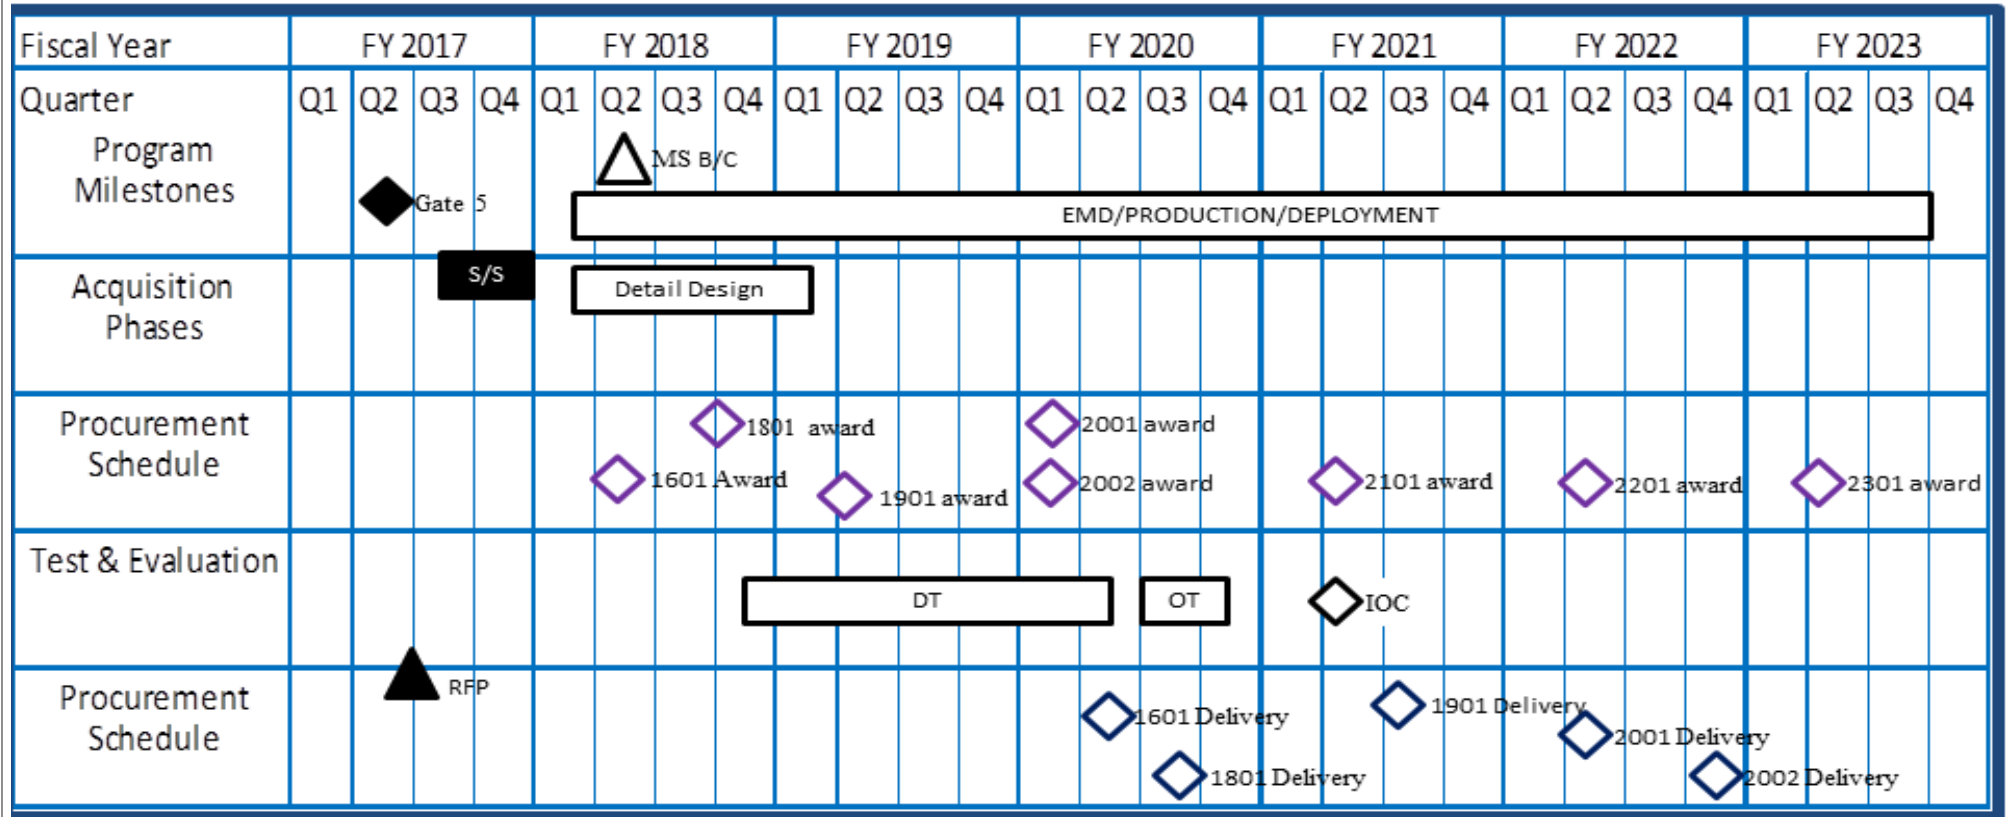 Fiscal Year FY 2017 FY 2018 FY 2019 FY 2020 FY 2021 FY 2022 FY 2023
Quarter Q1 Q2 Q3 Q4 Q1 Q2 Q3 Q4 Q1 Q2 Q3 Q4 Q1 Q2 Q3 Q4 Q1 Q2 Q3 Q4 Q1 Q2 Q3 Q4 Q1 Q2 Q3 Q4
Program
Milestones
MS B/C
Gate 5
EMD/PRODUCTION/DEPLOYMENT
Acquisition
Phases
S/S
Detail Design
Procurement
Schedule
1801 award
2001 award
1601 Award
1901 award
2002 award
2101 award
2201 award
2301 award
Test & Evaluation
DT
OT
IOC
Procurement
Schedule
RFP
1601 Delivery
1901 Delivery
2001 Delivery
1801 Delivery
2002 Delivery